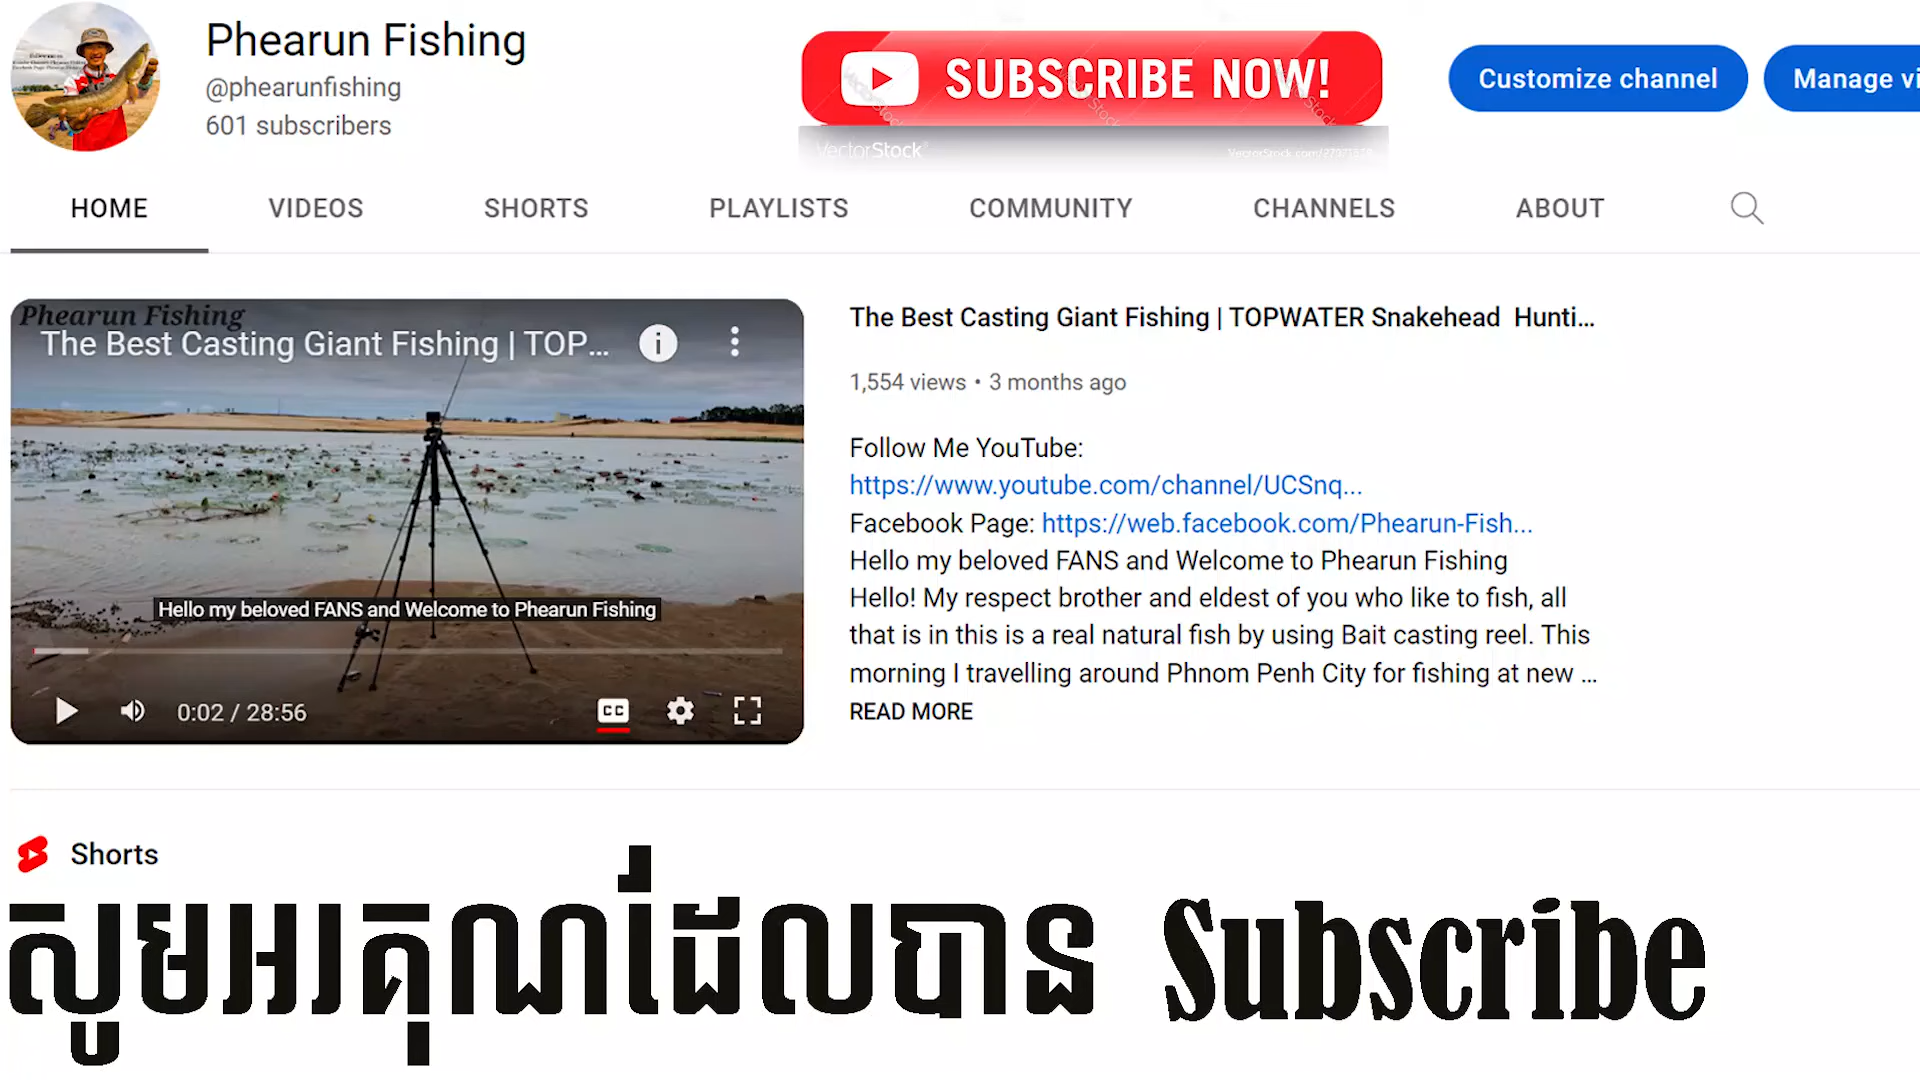 Phearun Fishing
@phearunfishing
601 subscribers
SUBSCRIBE NOW!
VectorStock®
VectorStock.com/27973878
Customize channel
Manage vi
HOME
VIDEOS
SHORTS
PLAYLISTS
COMMUNITY
CHANNELS
ABOUT
Phearun Fishing
The Best Casting Giant Fishing | TOP...
Hello my beloved FANS and Welcome to Phearun Fishing
0:02 / 28:56
CC
The Best Casting Giant Fishing | TOPWATER Snakehead Hunti...
1,554 views • 3 months ago
Follow Me YouTube:
https://www.youtube.com/channel/UCSnq...
Facebook Page: https://web.facebook.com/Phearun-Fish...
Hello my beloved FANS and Welcome to Phearun Fishing
Hello! My respect brother and eldest of you who like to fish, all
that is in this is a real natural fish by using Bait casting reel. This
morning I travelling around Phnom Penh City for fishing at new ...
READ MORE
Shorts
សូមអរគុណដែលបាន Subscribe